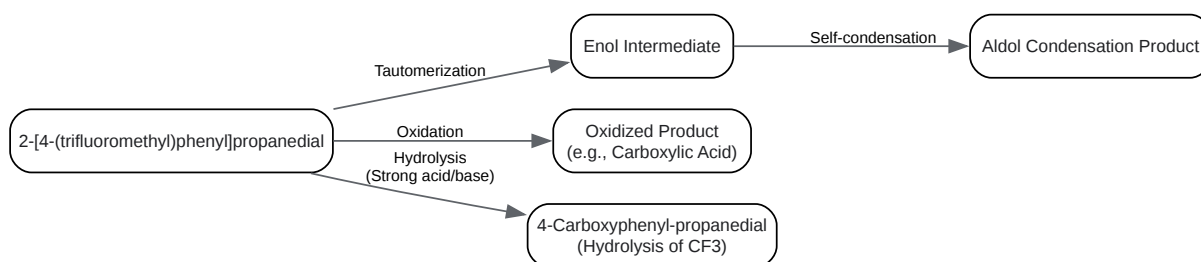 Enol Intermediate
Self-condensation
Aldol Condensation Product
Tautomerization
2-[4-(trifluoromethyl)phenyl]propanedial
Oxidation
Oxidized Product
(e.g., Carboxylic Acid)
Hydrolysis
(Strong acid/base)
4-Carboxyphenyl-propanedial
(Hydrolysis of CF3)